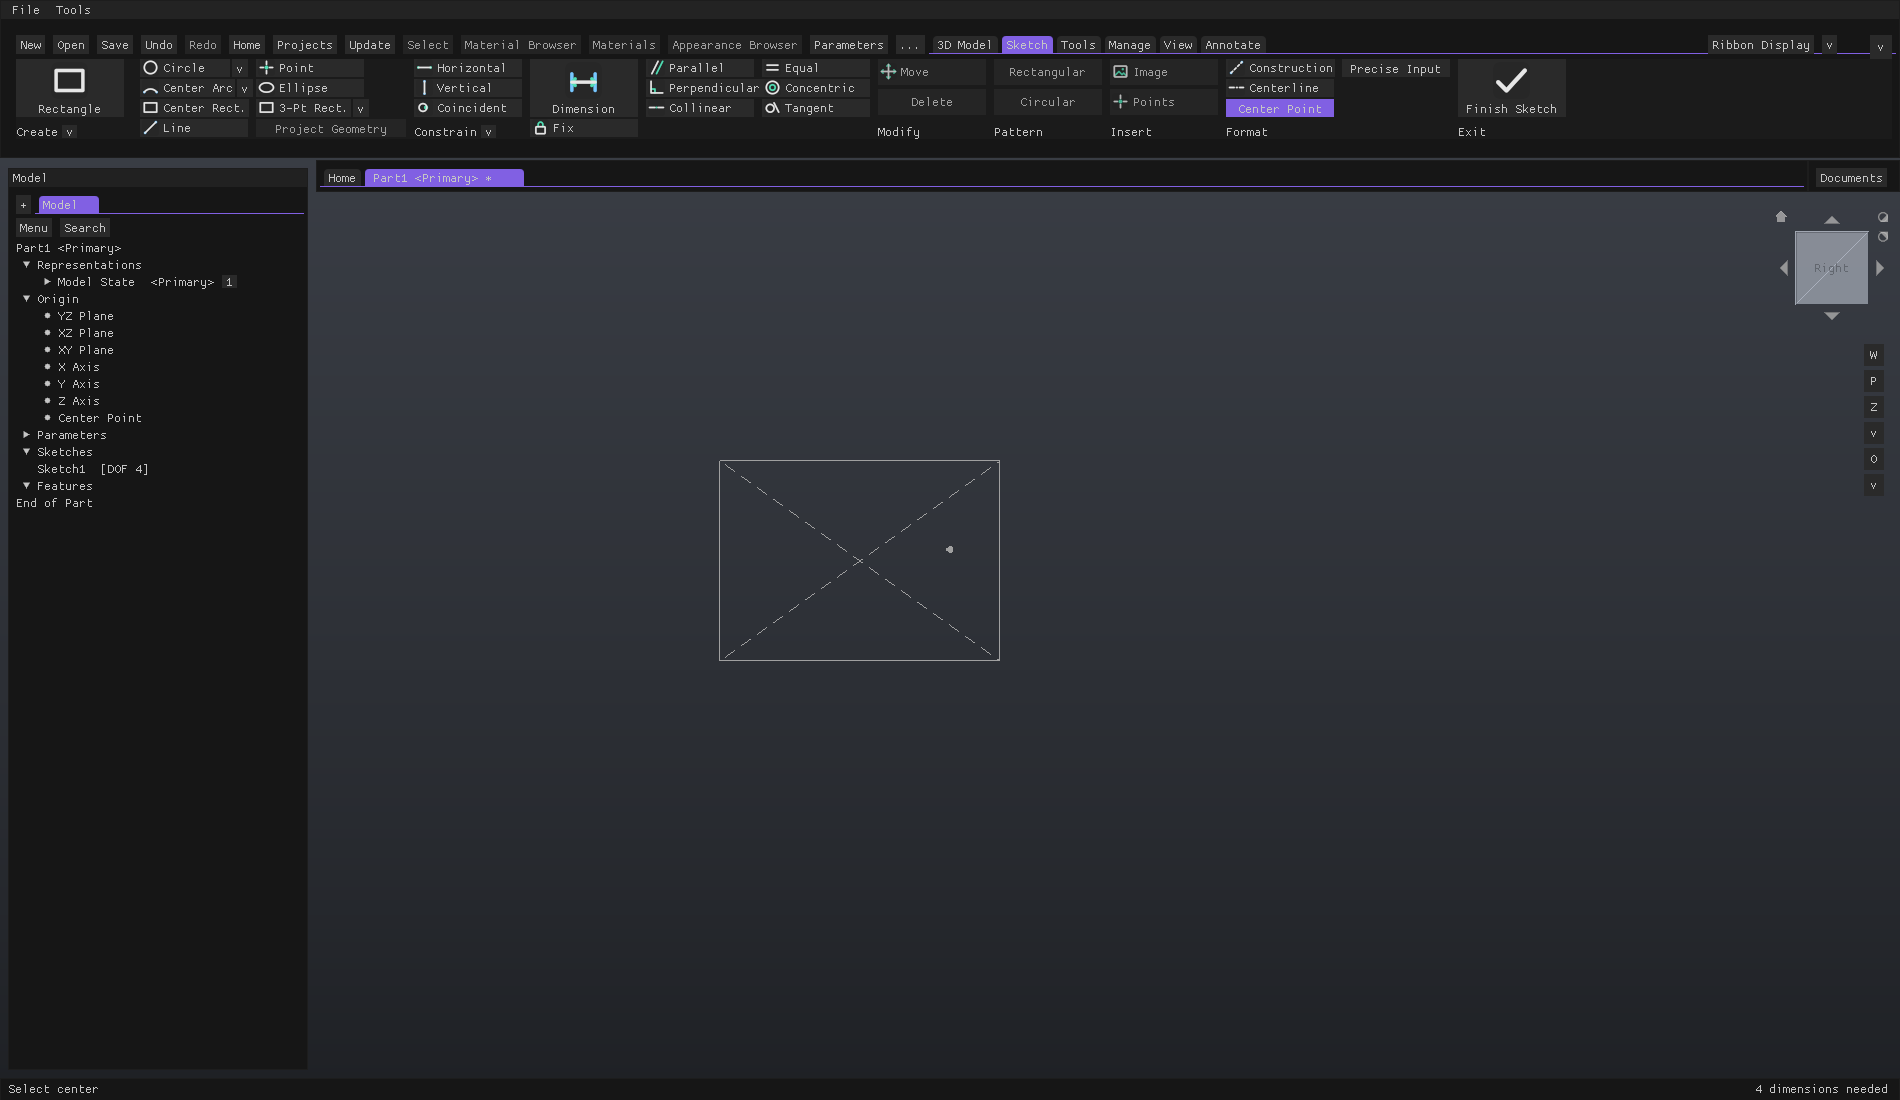 File Tools
New Open Save Undo Redo Home Projects Update Select Material Browser Materials Appearance Browser Parameters ... 3D Model Sketch Tools Manage View Annotate Ribbon Display v v
Circle v Point Horizontal Parallel Equal Move Rectangular Image Construction Precise Input
Center Arc v Ellipse Vertical Perpendicular Concentric Centerline
Rectangle Center Rect. 3-Pt Rect. v Coincident Dimension Collinear Tangent Delete Circular Points Center Point Finish Sketch
Create v Line Project Geometry Constrain v Fix Modify Pattern Insert Format Exit
Model
Home Part1 <Primary> * Documents
+ Model
Menu Search
Part1 <Primary>
Representations
Model State <Primary> 1
Origin
YZ Plane
XZ Plane
XY Plane
X Axis
Y Axis
Z Axis
Center Point
Parameters
Sketches
Sketch1 [DOF 4]
Features
End of Part
Right
W
P
Z
v
O
v
Select center 4 dimensions needed